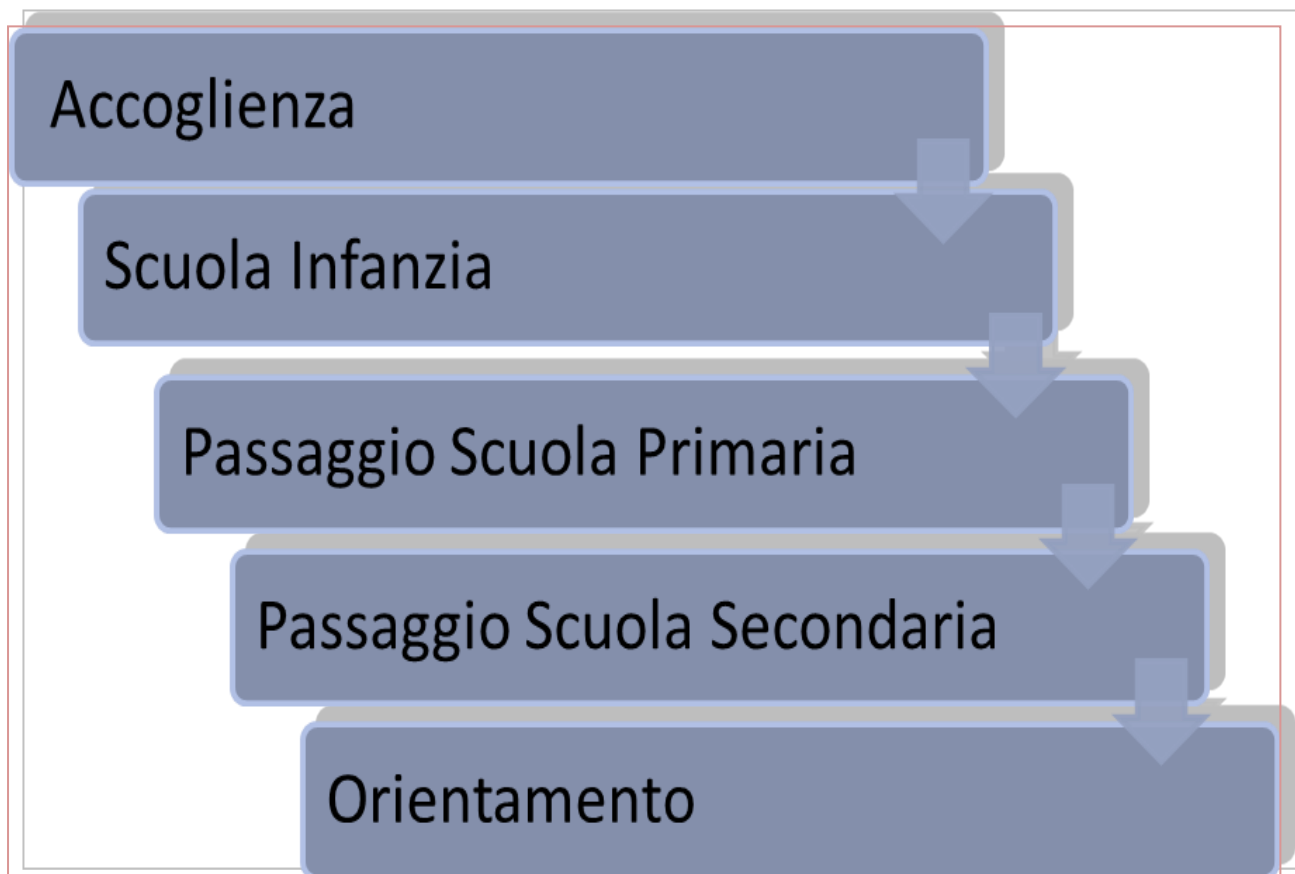 Accoglienza
Scuola Infanzia
Passaggio Scuola Primaria
Passaggio Scuola Secondaria
Orientamento